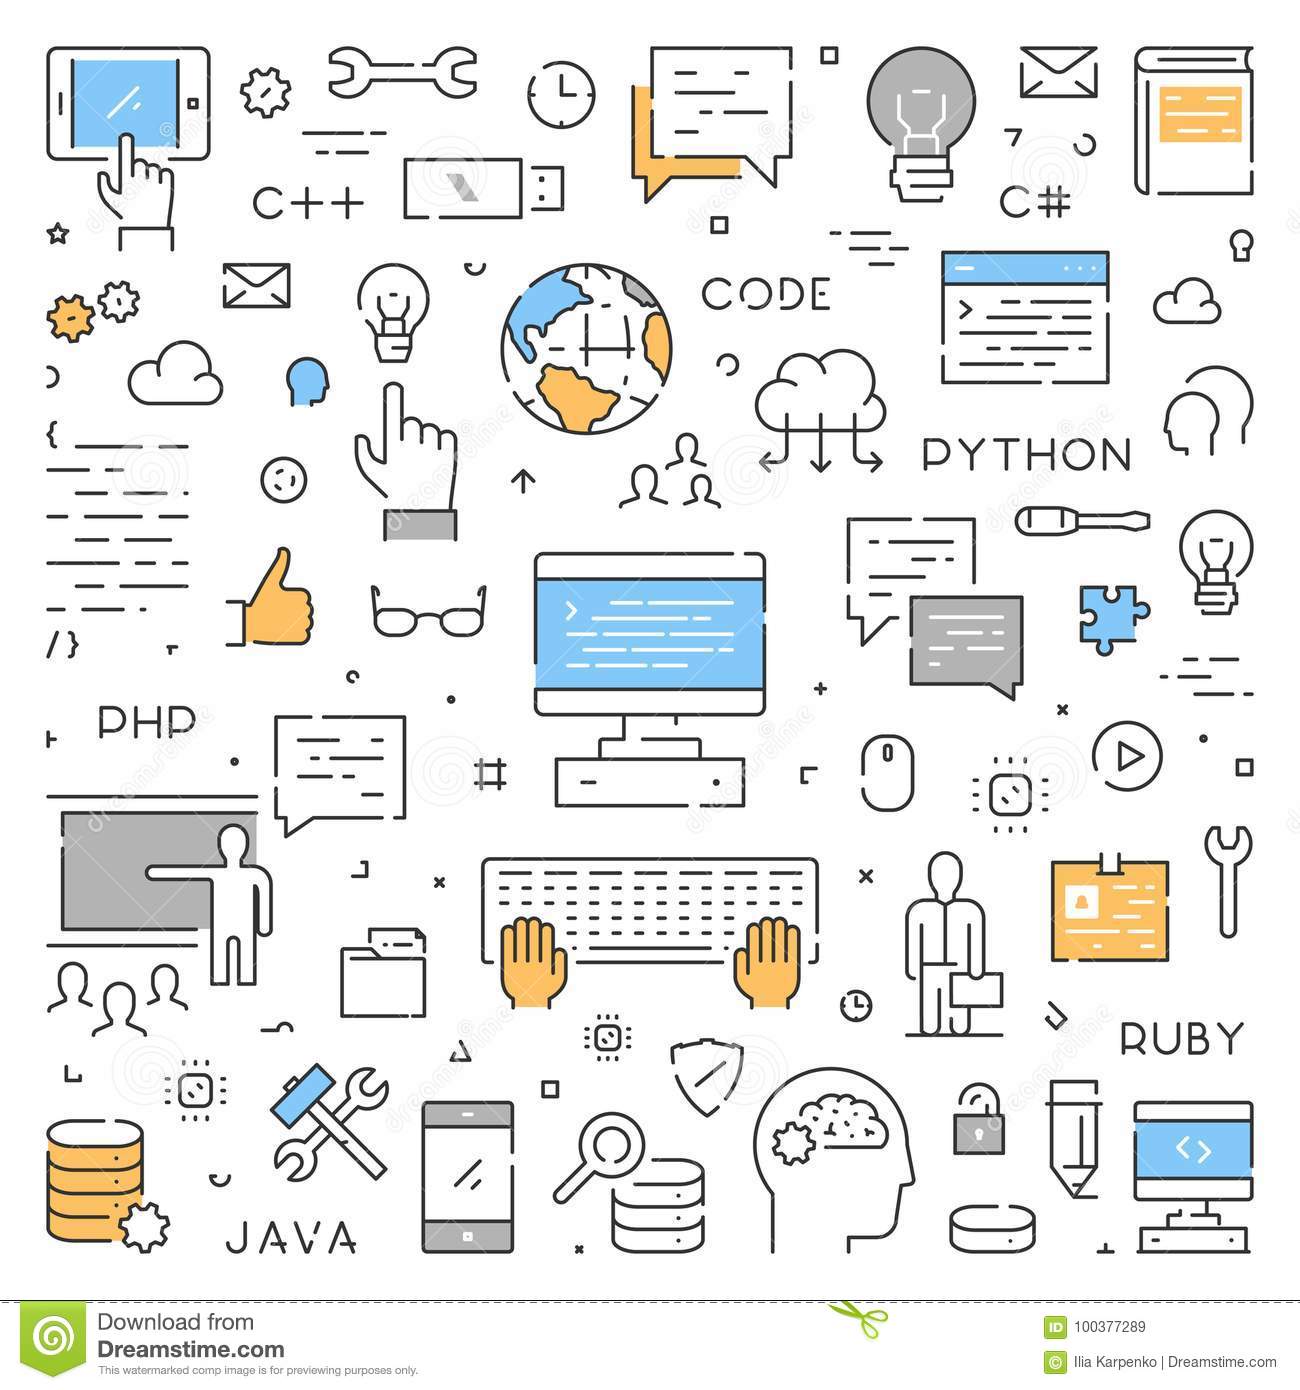 C++
C#
CODE
PYTHON
PHP
RUBY
JAVA
Download from
Dreamstime.com
This watermarked comp image is for previewing purposes only.
ID 100377289
© Ilia Karpenko | Dreamstime.com